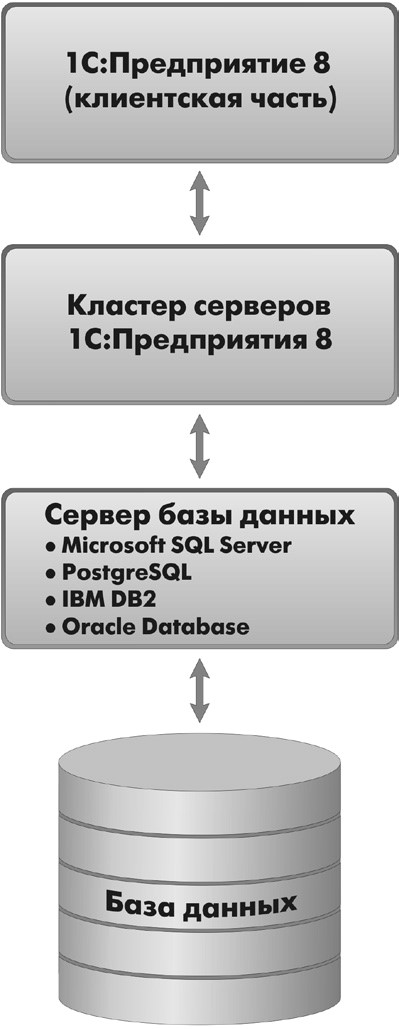 1С:Предприятие 8
(клиентская часть)
Кластер серверов
1С:Предприятия 8
Сервер базы данных
• Microsoft SQL Server
• PostgreSQL
• IBM DB2
• Oracle Database
База данных